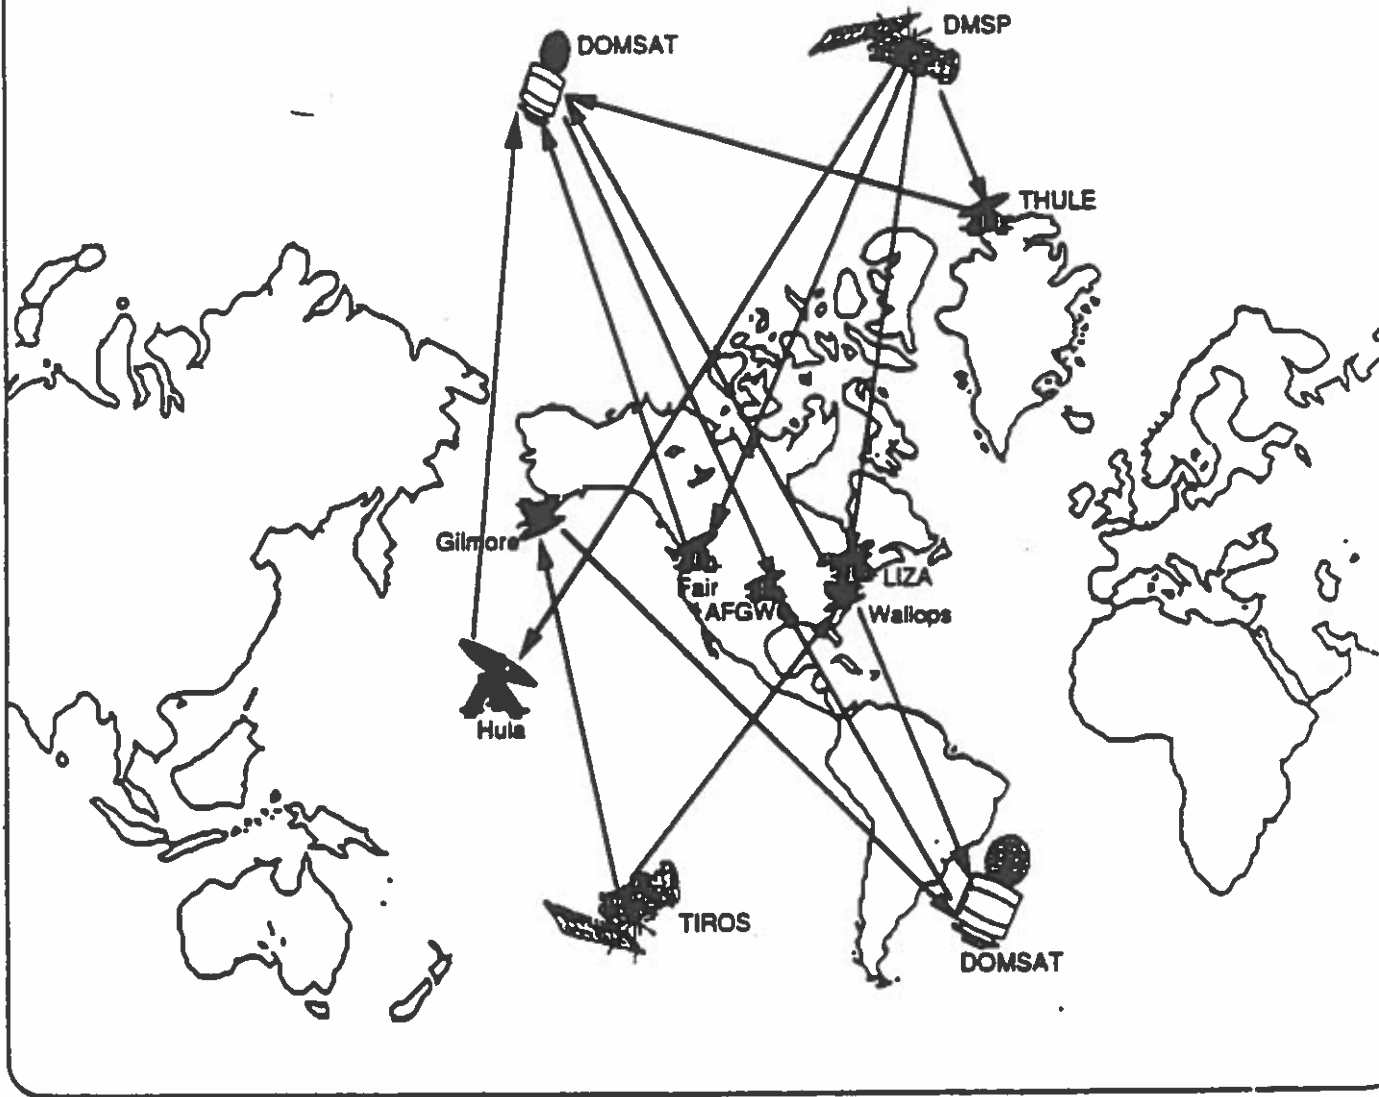 DMSP
DOMSAT
THULE
Gilmore
Fair
LIZA
AFGW
Wallops
Hula
TIROS
DOMSAT